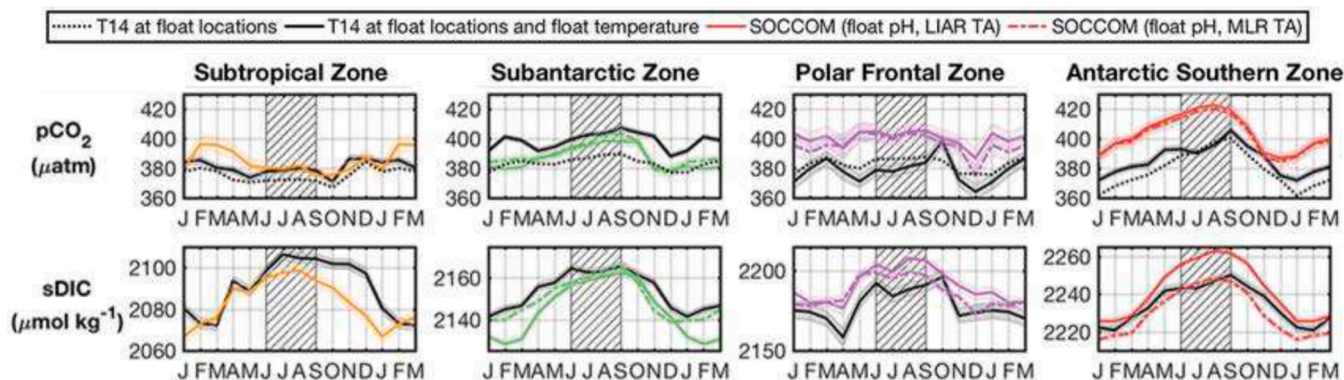 T14 at float locations T14 at float locations and float temperature SOCCOM (float pH, LIAR TA) SOCCOM (float pH, MLR TA)
Subtropical Zone Subantarctic Zone Polar Frontal Zone Antarctic Southern Zone
pCO₂
(μatm)
420
400
380
360
J FMAMJ J ASOND J FM
420
400
380
360
J FMAMJ J ASOND J FM
420
400
380
360
J FMAMJ J ASOND J FM
420
400
380
360
J FMAMJ J ASOND J FM
sDIC
(μmol kg⁻¹)
2100
2080
2060
J FMAMJ J ASOND J FM
2160
2140
J FMAMJ J ASOND J FM
2200
2150
J FMAMJ J ASOND J FM
2260
2240
2220
J FMAMJ J ASOND J FM